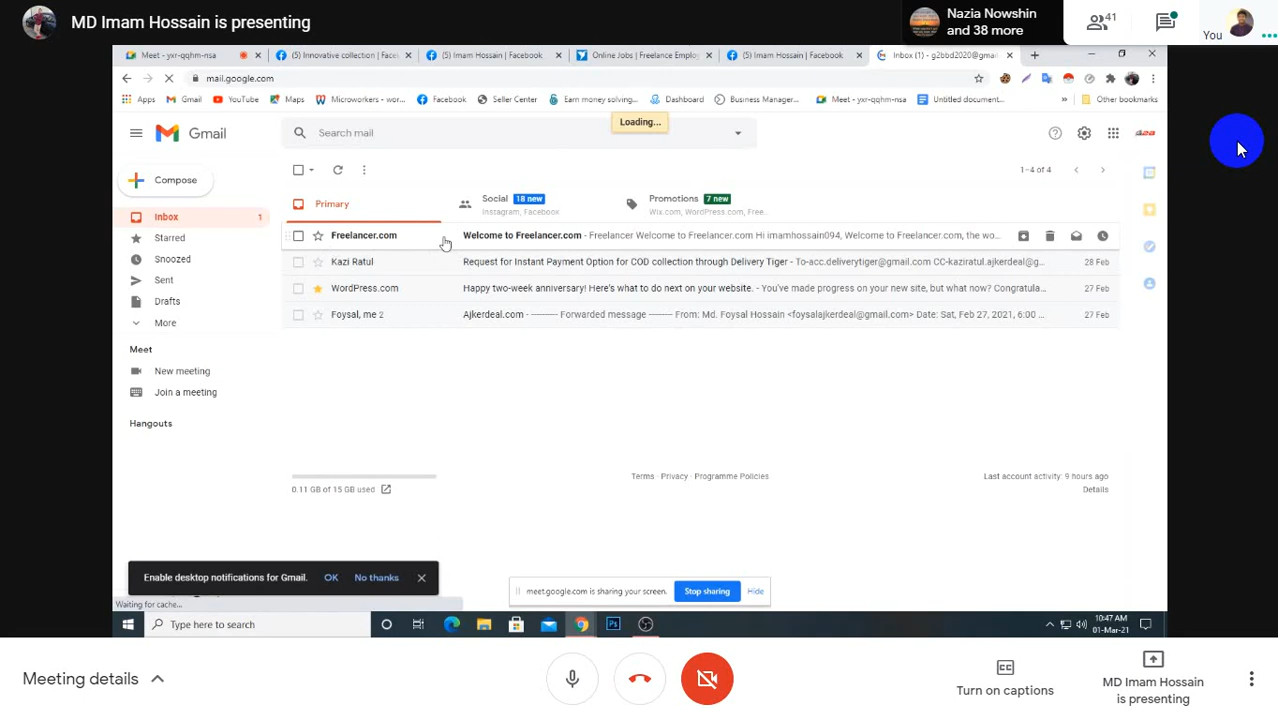 MD Imam Hossain is presenting
Nazia Nowshin
and 38 more
41
You
Meet - yxr-qqhm-nsa
(5) Innovative collection | Fac
(5) Imam Hossain | Facebook
Online Jobs | Freelance Employ
(5) Imam Hossain | Facebook
Inbox (1) - g2bbd2020@gmai
mail.google.com
Apps
Gmail
YouTube
Maps
Microworkers - wor...
Facebook
Seller Center
Earn money solving...
Dashboard
Business Manager...
Meet - yxr-qqhm-nsa
Untitled document...
»
Other bookmarks
Loading...
Gmail
Search mail
Compose
1–4 of 4
Primary
Social 18 new
Instagram, Facebook
Promotions 7 new
Wix.com, WordPress.com, Free...
Inbox 1
Starred
Snoozed
Sent
Drafts
More
Freelancer.com Welcome to Freelancer.com - Freelancer Welcome to Freelancer.com Hi imamhossain094, Welcome to Freelancer.com, the wo...
Kazi Ratul Request for Instant Payment Option for COD collection through Delivery Tiger - To-acc.deliverytiger@gmail.com CC-kaziratul.ajkerdeal@g... 28 Feb
WordPress.com Happy two-week anniversary! Here's what to do next on your website. - You've made progress on your new site, but what now? Congratula... 27 Feb
Foysal, me 2 Ajkerdeal.com - ---------- Forwarded message --------- From: Md. Foysal Hossain <foysalajkerdeal@gmail.com> Date: Sat, Feb 27, 2021, 6:00 ... 27 Feb
Meet
New meeting
Join a meeting
Hangouts
0.11 GB of 15 GB used
Terms · Privacy · Programme Policies
Last account activity: 9 hours ago
Details
Enable desktop notifications for Gmail. OK No thanks
Waiting for cache...
meet.google.com is sharing your screen. Stop sharing Hide
Type here to search
Ps
10:47 AM
01-Mar-21
Meeting details
CC
Turn on captions
MD Imam Hossain
is presenting